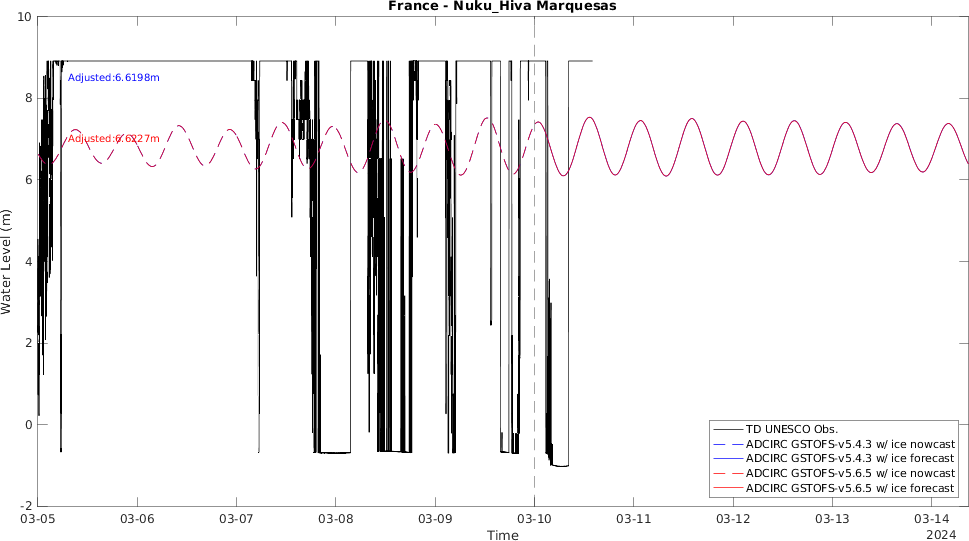 France - Nuku_Hiva Marquesas
10
8
6
4
2
0
-2
Water Level (m)
Adjusted:6.6198m
Adjusted:6.6227m
TD UNESCO Obs.
ADCIRC GSTOFS-v5.4.3 w/ ice nowcast
ADCIRC GSTOFS-v5.4.3 w/ ice forecast
ADCIRC GSTOFS-v5.6.5 w/ ice nowcast
ADCIRC GSTOFS-v5.6.5 w/ ice forecast
03-05 03-06 03-07 03-08 03-09 03-10 03-11 03-12 03-13 03-14
Time
2024